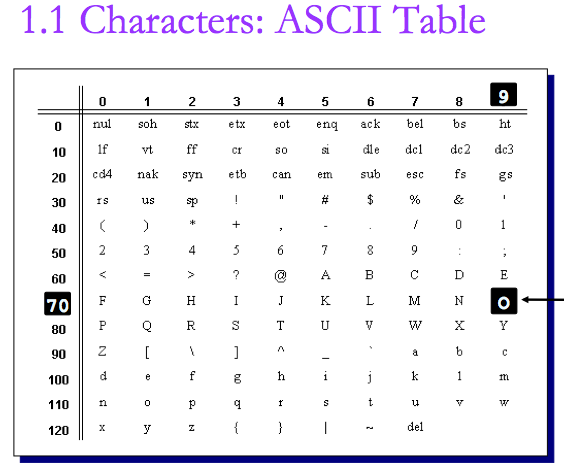 1.1 Characters: ASCII Table
0 1 2 3 4 5 6 7 8 9
0 nul soh stx etx eot enq ack bel bs ht
10 lf vt ff cr so si dle dcl dc2 dc3
20 cd4 nak syn etb can em sub esc fs gs
30 rs us sp ! " # $ % & '
40 ( ) * + , - . / 0 1
50 2 3 4 5 6 7 8 9 : ;
60 < = > ? @ A B C D E
70 F G H I J K L M N O
80 P Q R S T U V W X Y
90 Z [ \ ] ^ _ ` a b c
100 d e f g h i j k l m
110 n o p q r s t u v w
120 x y z { } | ~ del